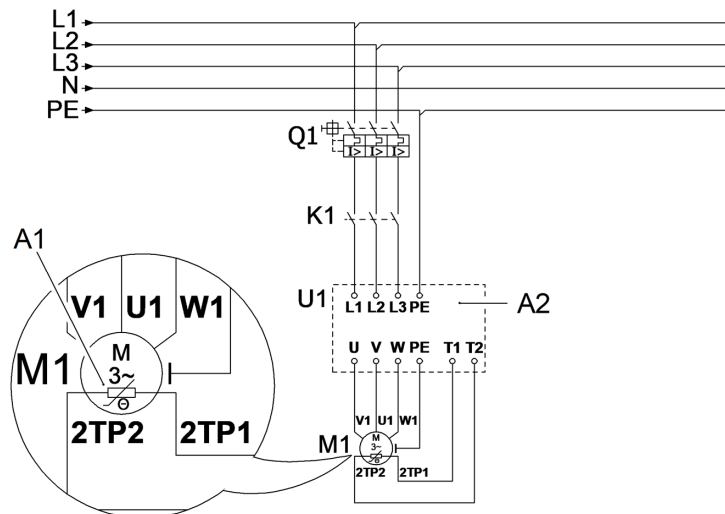 L1
L2
L3
N
PE
Q1
I> I> I>
K1
A1
U1
L1 L2 L3 PE
A2
V1 U1 W1
U V W PE T1 T2
M1
M
3~
Θ
2TP2 2TP1
V1 U1 W1
M1
M
3~
Θ
2TP2 2TP1